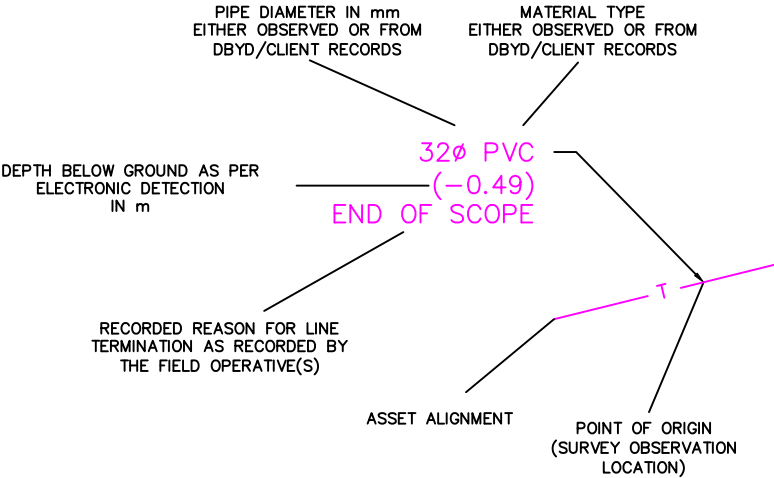 PIPE DIAMETER IN mm
EITHER OBSERVED OR FROM
DBYD/CLIENT RECORDS
MATERIAL TYPE
EITHER OBSERVED OR FROM
DBYD/CLIENT RECORDS
32ø PVC
(-0.49)
END OF SCOPE
DEPTH BELOW GROUND AS PER
ELECTRONIC DETECTION
IN m
T
RECORDED REASON FOR LINE
TERMINATION AS RECORDED BY
THE FIELD OPERATIVE(S)
ASSET ALIGNMENT
POINT OF ORIGIN
(SURVEY OBSERVATION
LOCATION)